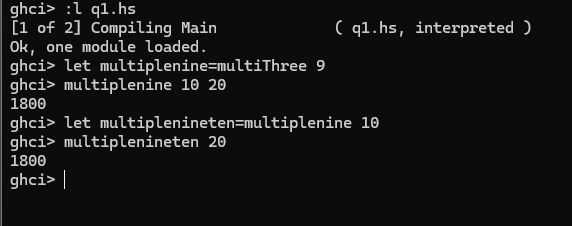 ghci> :l q1.hs
[1 of 2] Compiling Main             ( q1.hs, interpreted )
Ok, one module loaded.
ghci> let multiplenine=multiThree 9
ghci> multiplenine 10 20
1800
ghci> let multiplenineten=multiplenine 10
ghci> multiplenineten 20
1800
ghci>